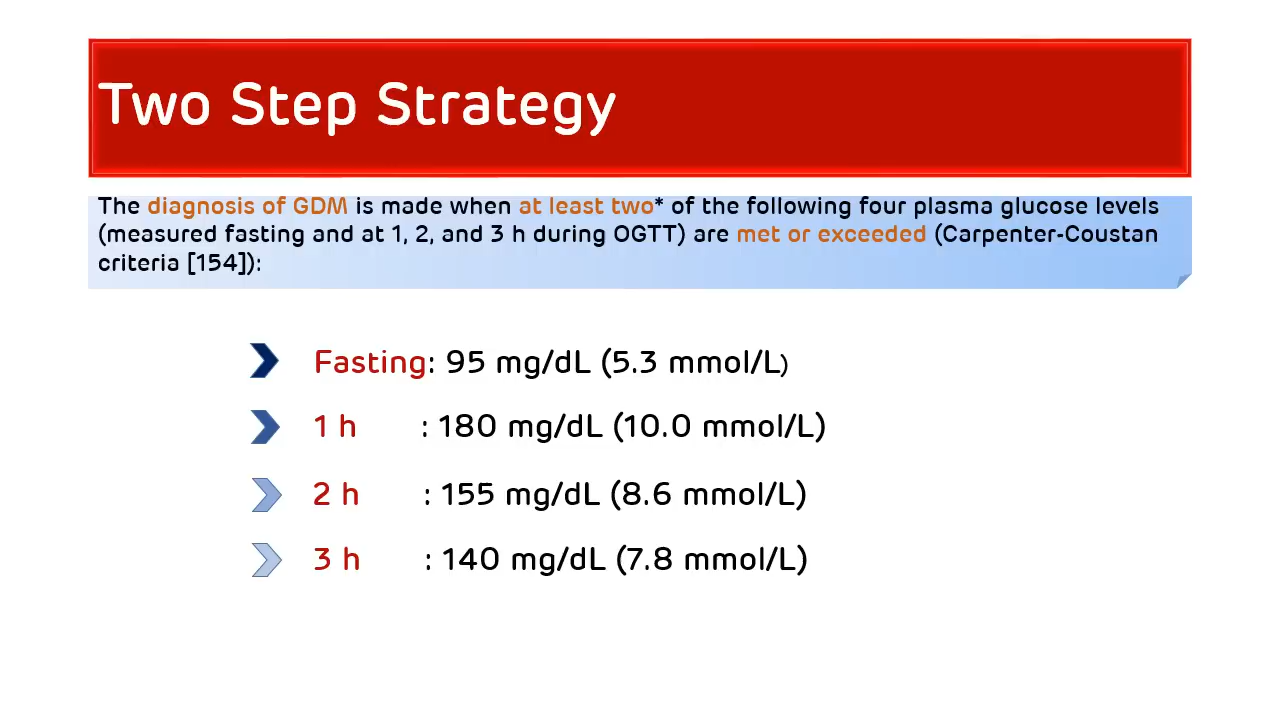 Two Step Strategy
The diagnosis of GDM is made when at least two* of the following four plasma glucose levels
(measured fasting and at 1, 2, and 3 h during OGTT) are met or exceeded (Carpenter-Coustan
criteria [154]):
Fasting: 95 mg/dL (5.3 mmol/L)
1 h : 180 mg/dL (10.0 mmol/L)
2 h : 155 mg/dL (8.6 mmol/L)
3 h : 140 mg/dL (7.8 mmol/L)